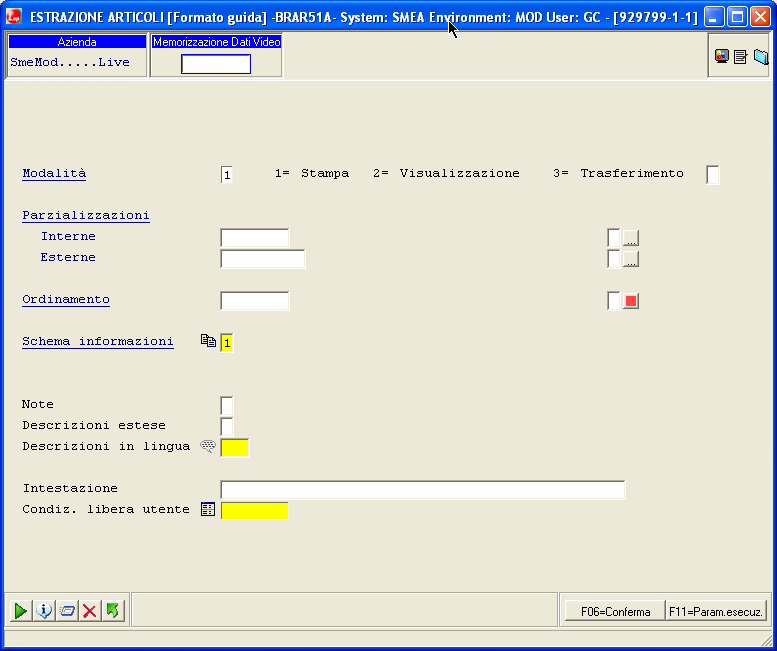 ESTRAZIONE ARTICOLI [Formato guida] -BRAR51A- System: SMEA Environment: MOD User: GC - [929799-1-1]
Azienda
Memorizzazione Dati Video
SmeMod.....Live
Modalità 1 1= Stampa 2= Visualizzazione 3= Trasferimento
Parzializzazioni
Interne ...
Esterne ...
Ordinamento
Schema informazioni 1
Note
Descrizioni estese
Descrizioni in lingua
Intestazione
Condiz. libera utente
F06=Conferma F11=Param.esecuz.